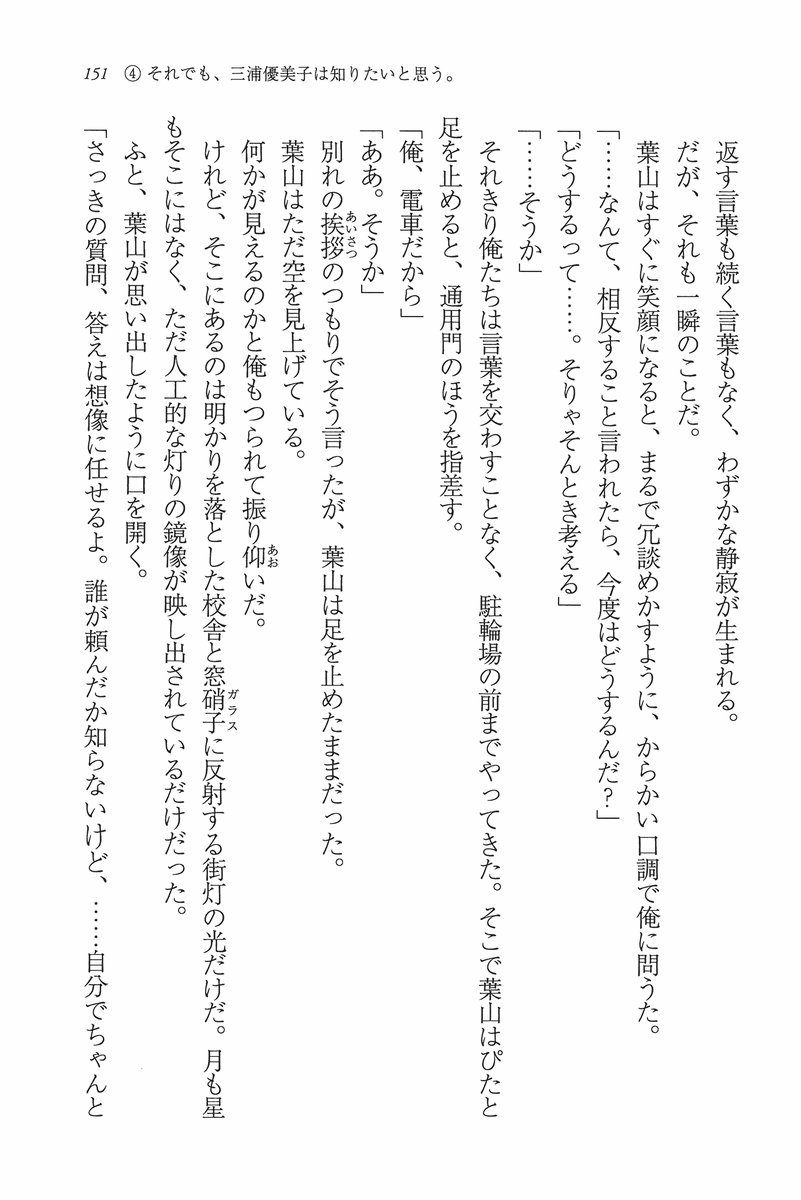 151 ④ それでも、三浦優美子は知りたいと思う。
返す言葉も続く言葉もなく、わずかな静寂が生まれる。
だが、それも一瞬のことだ。
葉山はすぐに笑顔になると、まるで冗談めかすように、からかい口調で俺に問うた。
「……なんて、相反すること言われたら、今度はどうするんだ？」
「どうするって……。そりゃそんとき考える」
「……そうか」
それきり俺たちは言葉を交わすことなく、駐輪場の前までやってきた。そこで葉山はぴたと
足を止めると、通用門のほうを指差す。
「俺、電車だから」
「ああ。そうか」
別れの挨拶のつもりでそう言ったが、葉山は足を止めたままだった。
葉山はただ空を見上げている。
何かが見えるのかと俺もつられて振り仰いだ。
けれど、そこにあるのは明かりを落とした校舎と窓硝子に反射する街灯の光だけだ。月も星
もそこにはなく、ただ人工的な灯りの鏡像が映し出されているだけだった。
ふと、葉山が思い出したように口を開く。
「さっきの質問、答えは想像に任せるよ。誰が頼んだか知らないけど、……自分でちゃんと